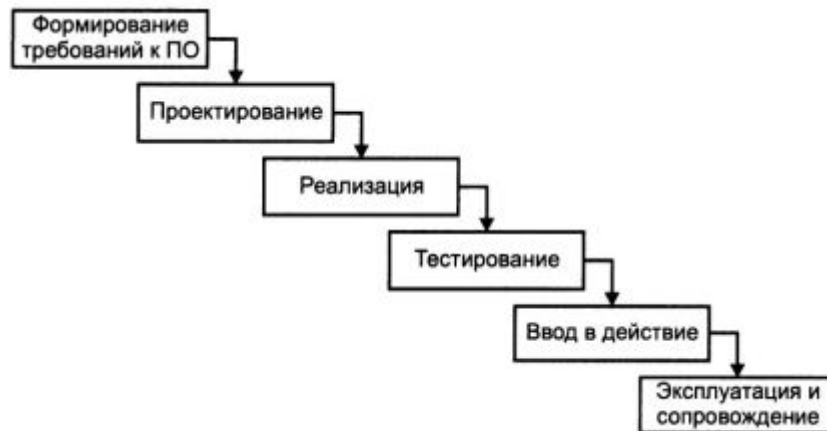 Формирование
требований к ПО
Проектирование
Реализация
Тестирование
Ввод в действие
Эксплуатация и
сопровождение